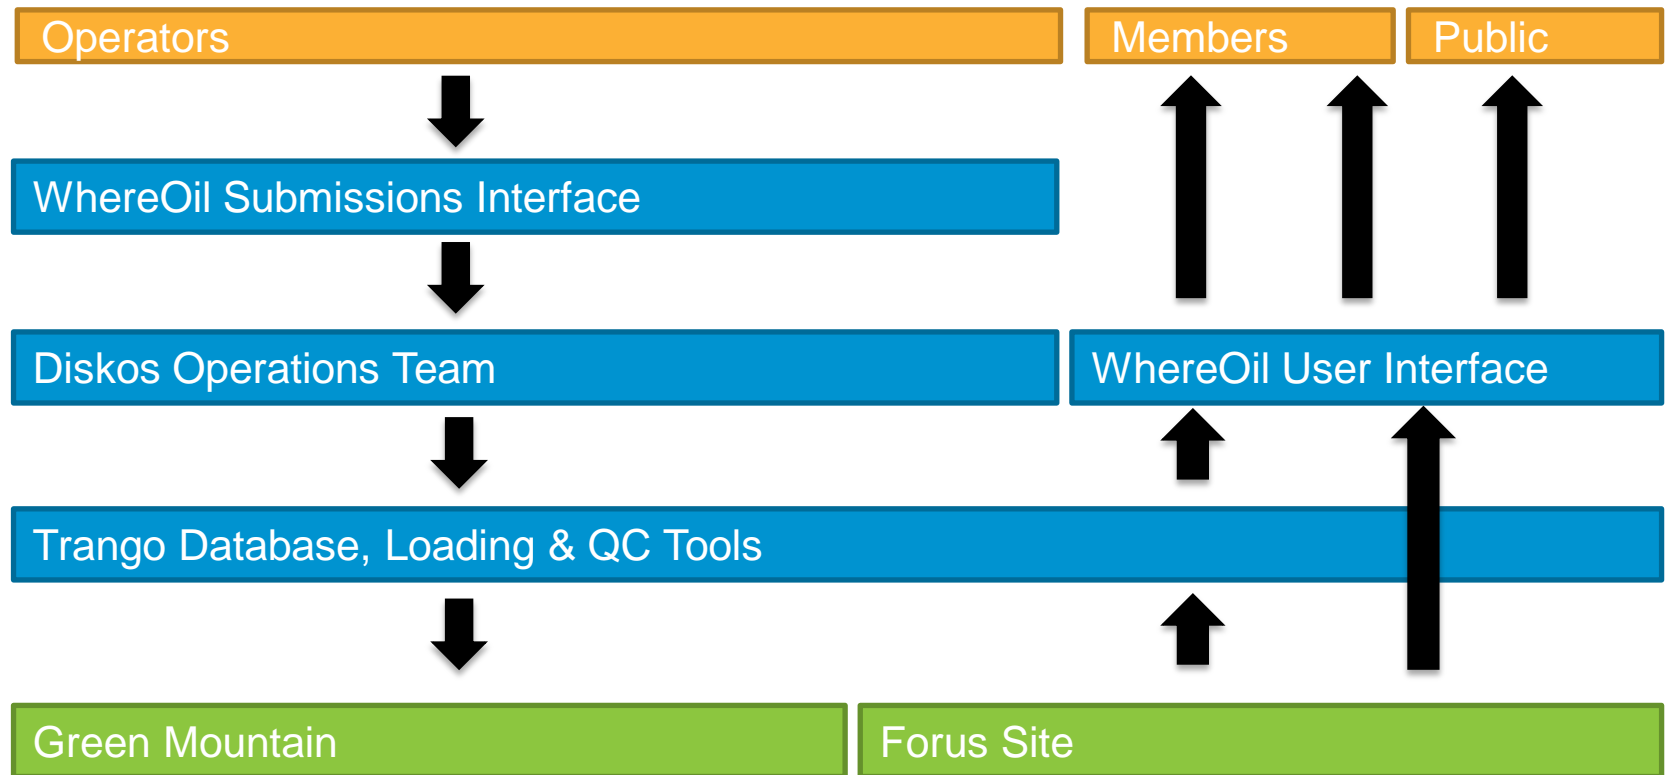 Operators
Members
Public
WhereOil Submissions Interface
Diskos Operations Team
WhereOil User Interface
Trango Database, Loading & QC Tools
Green Mountain
Forus Site